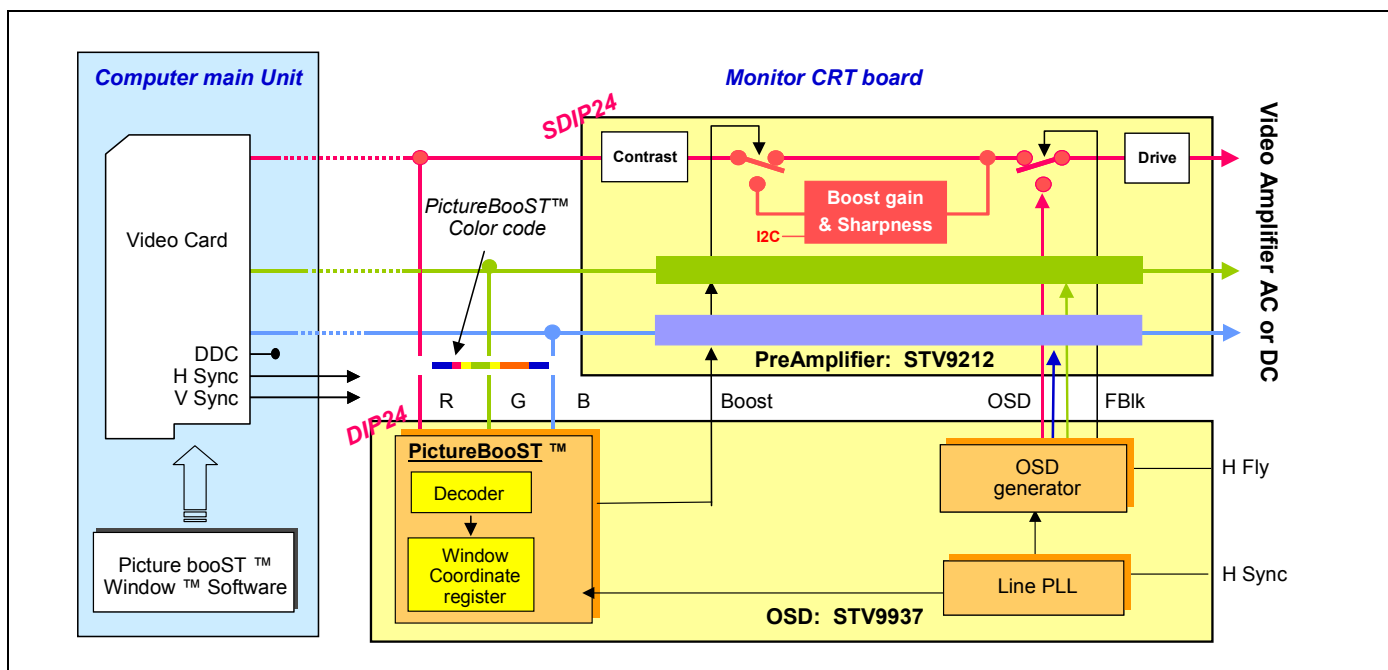 Computer main Unit
Monitor CRT board
SDIP24
Video Card
Contrast
Drive
Boost gain
& Sharpness
I2C
PictureBooST™
Color code
Video Amplifier AC or DC
DDC
H Sync
V Sync
PreAmplifier: STV9212
R
G
B
Boost
OSD
FBlk
DIP24
PictureBooST ™
Decoder
Window
Coordinate
register
OSD
generator
H Fly
Line PLL
H Sync
OSD: STV9937
Picture booST ™
Window ™ Software